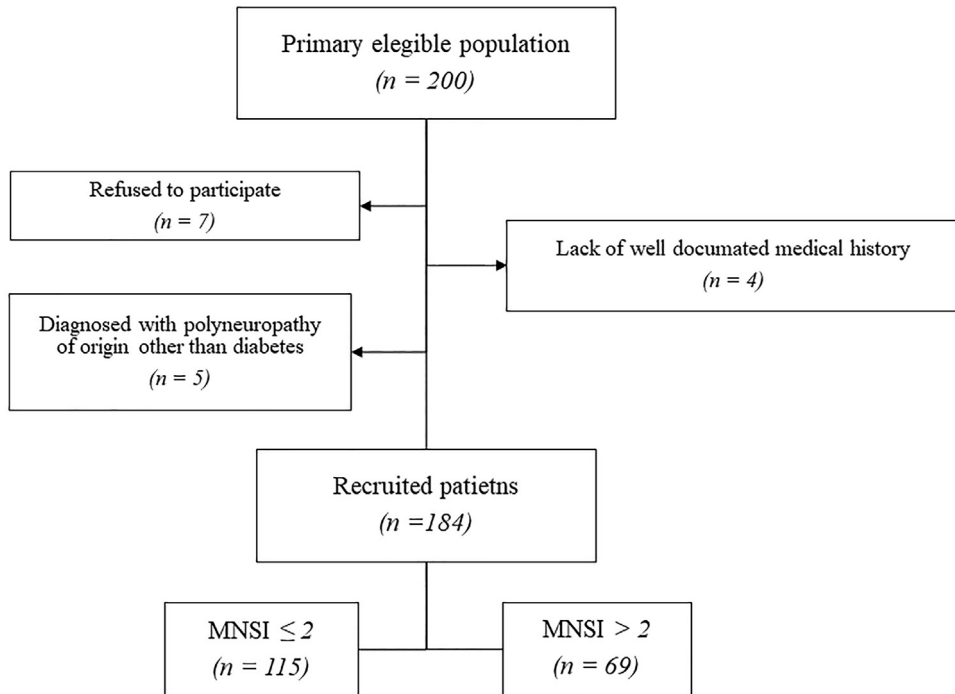 Primary elegible population
(n = 200)
Refused to participate
(n = 7)
Lack of well documated medical history
(n = 4)
Diagnosed with polyneuropathy
of origin other than diabetes
(n = 5)
Recruited patietns
(n =184)
MNSI ≤ 2
(n = 115)
MNSI > 2
(n = 69)